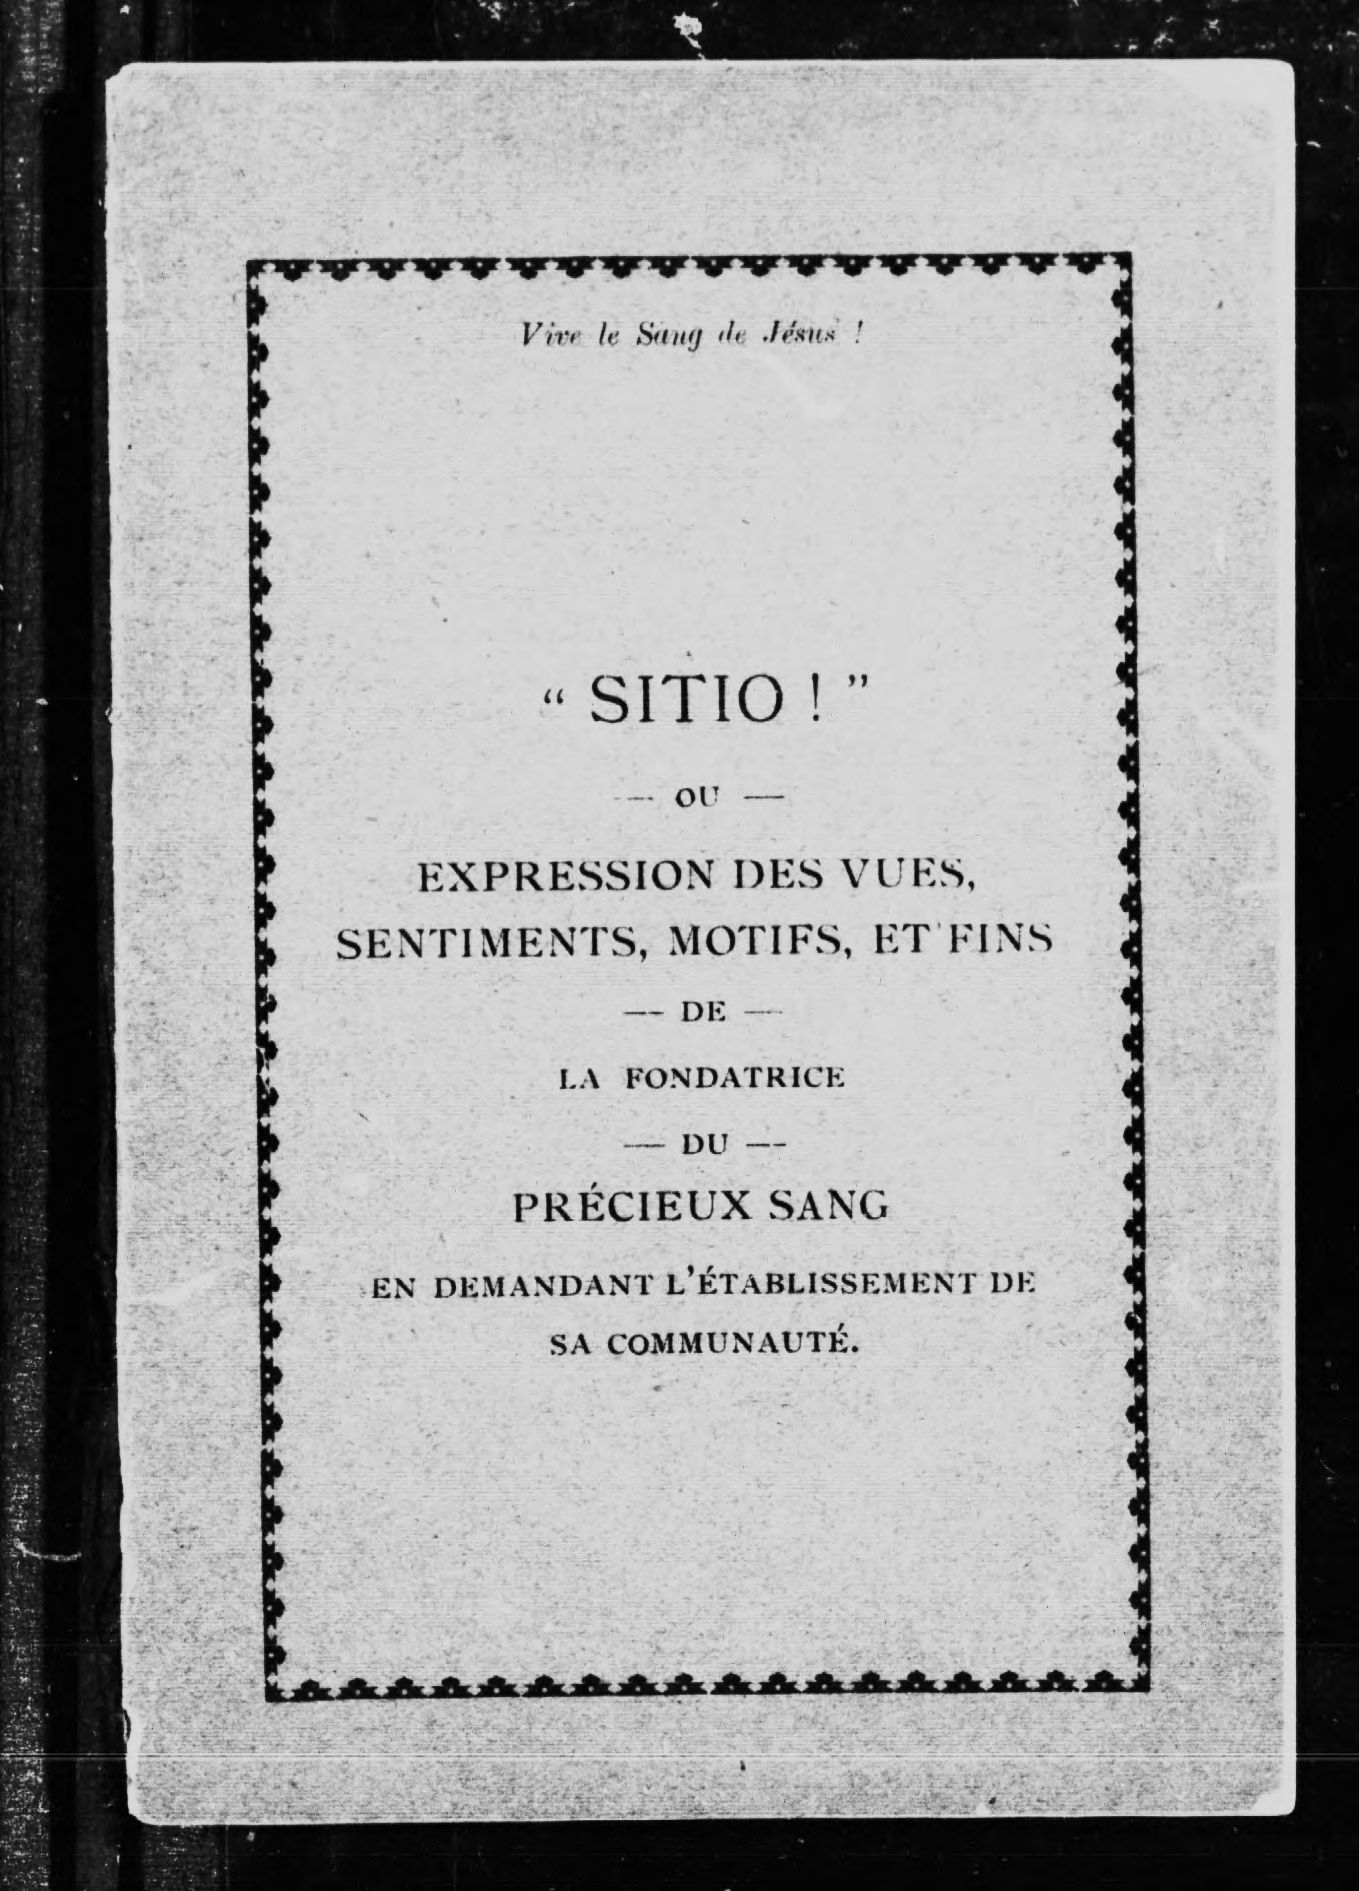 Vive le Sang de Jésus !
“ SITIO ! ”
— OU —
EXPRESSION DES VUES,
SENTIMENTS, MOTIFS, ET FINS
— DE —
LA FONDATRICE
— DU —
PRÉCIEUX SANG
EN DEMANDANT L'ÉTABLISSEMENT DE
SA COMMUNAUTÉ.